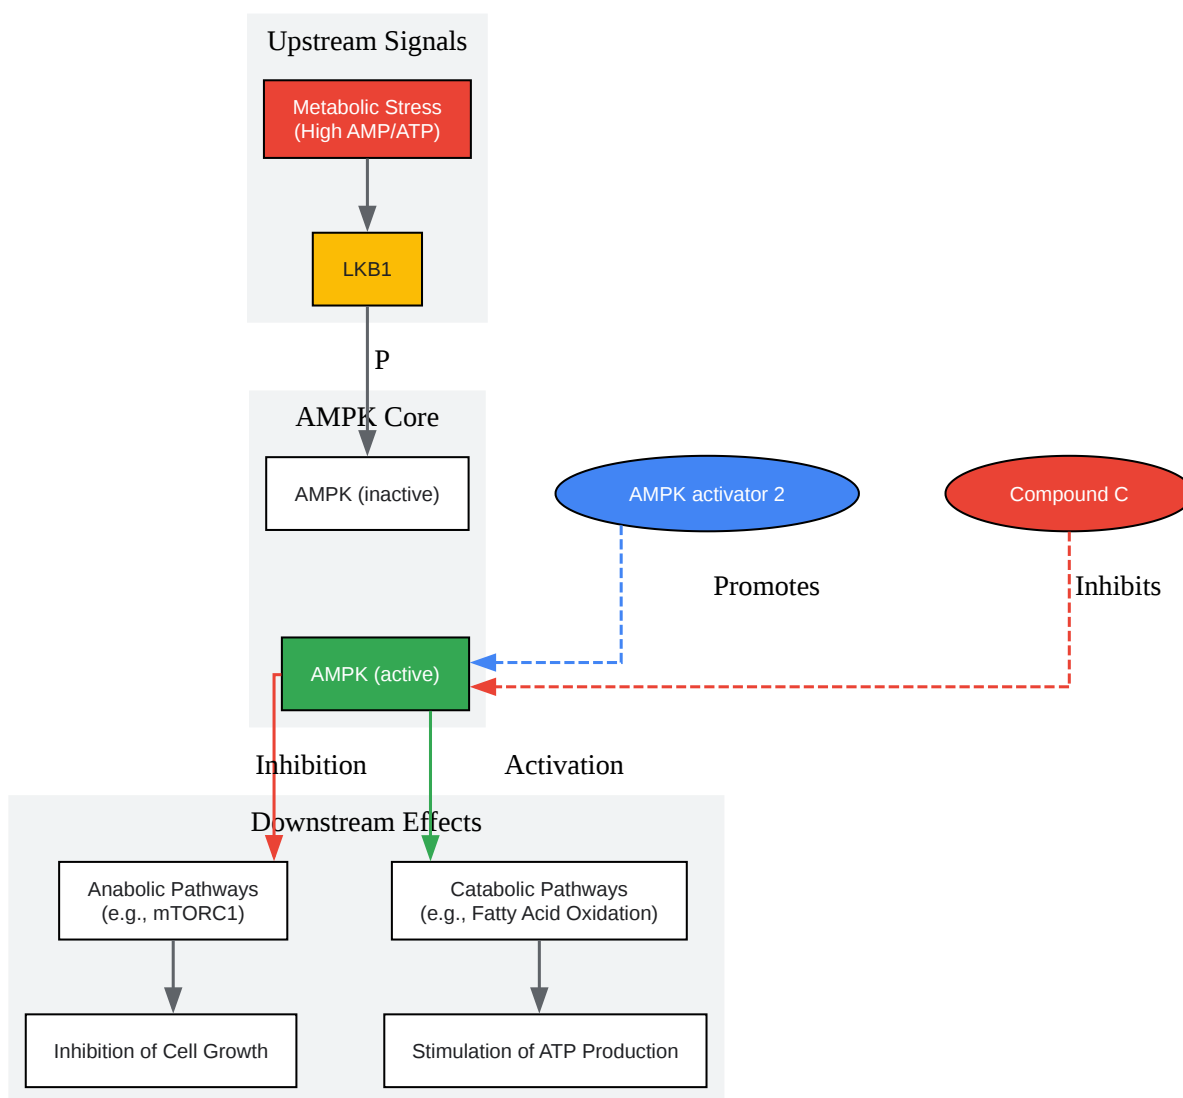 Upstream Signals
Metabolic Stress
(High AMP/ATP)
LKB1
P
AMPK Core
AMPK (inactive)
AMPK activator 2
Compound C
Promotes
Inhibits
AMPK (active)
Inhibition
Activation
Downstream Effects
Anabolic Pathways
(e.g., mTORC1)
Catabolic Pathways
(e.g., Fatty Acid Oxidation)
Inhibition of Cell Growth
Stimulation of ATP Production